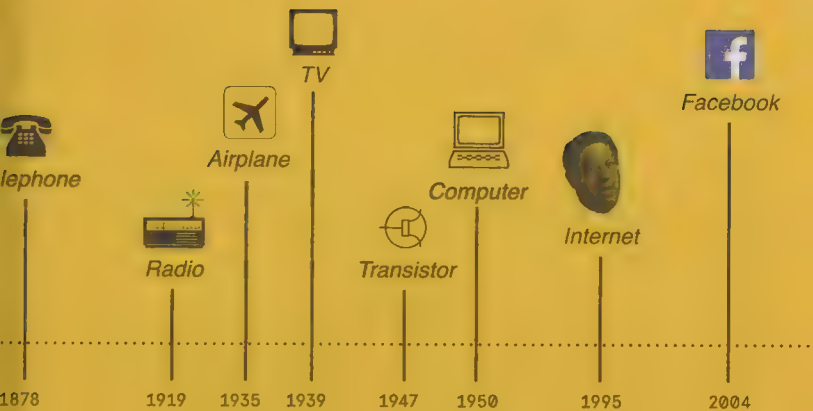 TV
f
Facebook
Airplane
lephone
Computer
Internet
Radio
Transistor
1878 1919 1935 1939 1947 1950 1995 2004